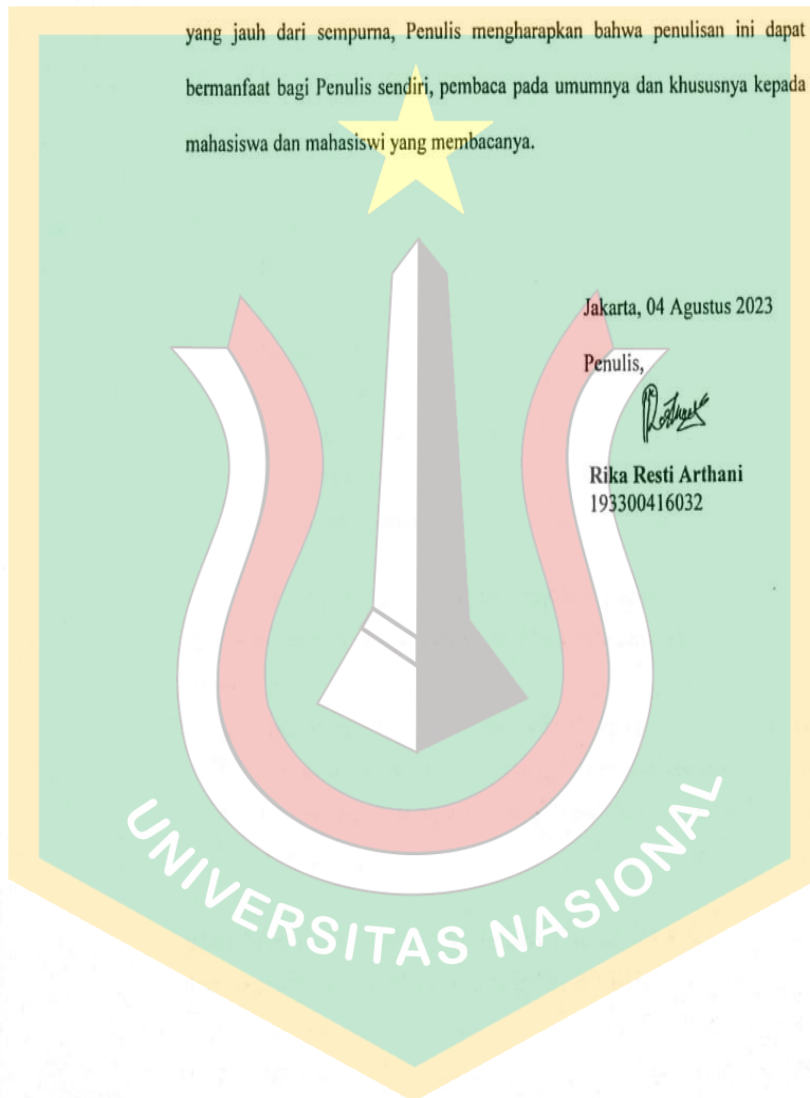 yang jauh dari sempurna, Penulis mengharapkan bahwa penulisan ini dapat
bermanfaat bagi Penulis sendiri, pembaca pada umumnya dan khususnya kepada
mahasiswa dan mahasiswi yang membacanya.
Jakarta, 04 Agustus 2023
Penulis,
Rika Resti Arthani
193300416032
UNIVERSITAS NASIONAL